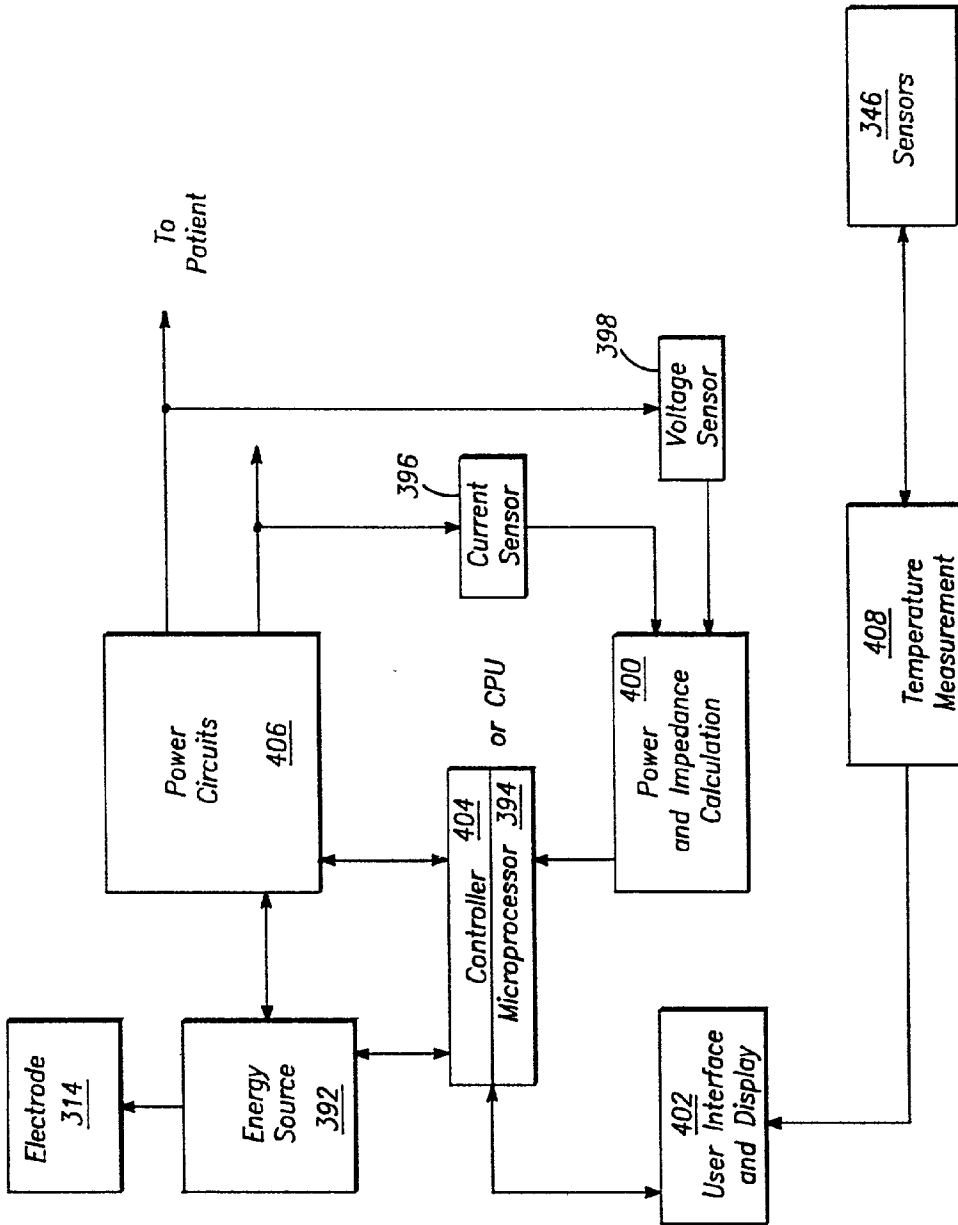 Electrode
314
Energy
Source
392
Power
Circuits
406
To
Patient
Controller 404
Microprocessor 394
or CPU
396
Current
Sensor
398
Voltage
Sensor
400
Power
and Impedance
Calculation
402
User Interface
and Display
408
Temperature
Measurement
346
Sensors